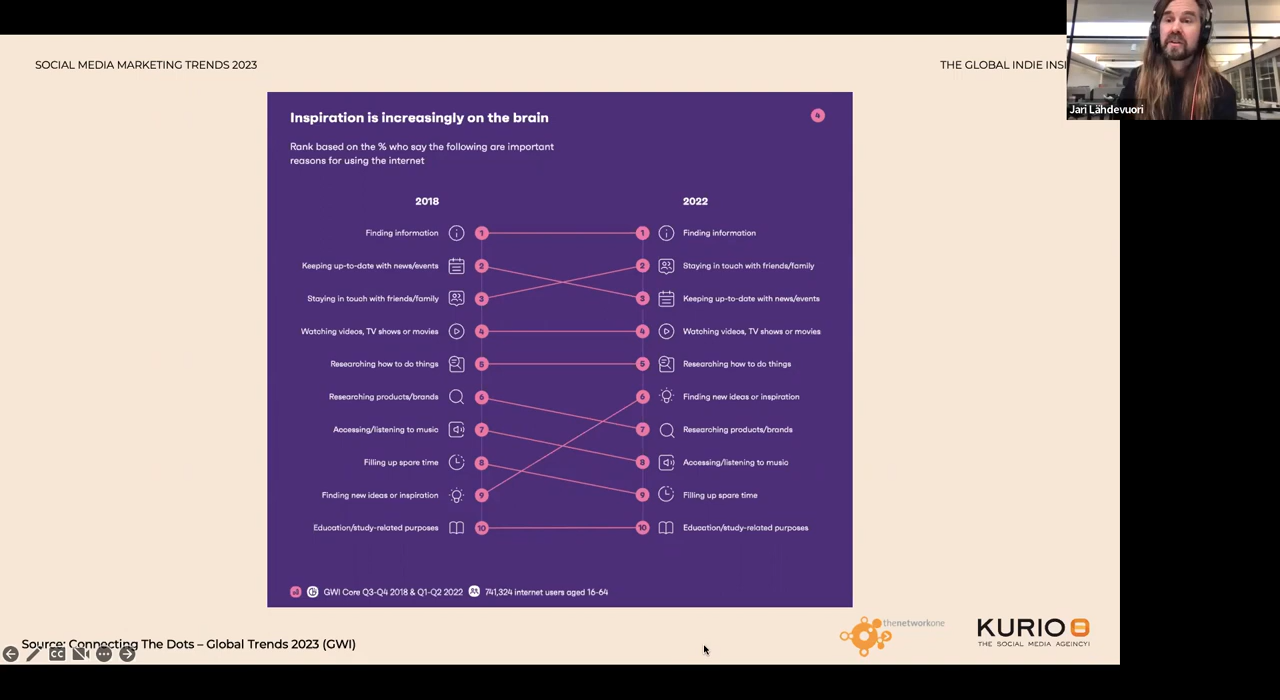 SOCIAL MEDIA MARKETING TRENDS 2023
THE GLOBAL INDIE
Jari Lähdevuori
Inspiration is increasingly on the brain
4
Rank based on the % who say the following are important
reasons for using the internet
2018
2022
Finding information 1 1 Finding information
Keeping up-to-date with news/events 2 2 Staying in touch with friends/family
Staying in touch with friends/family 3 3 Keeping up-to-date with news/events
Watching videos, TV shows or movies 4 4 Watching videos, TV shows or movies
Researching how to do things 5 5 Researching how to do things
Researching products/brands 6 6 Finding new ideas or inspiration
Accessing/listening to music 7 7 Researching products/brands
Filling up spare time 8 8 Accessing/listening to music
Finding new ideas or inspiration 9 9 Filling up spare time
Education/study-related purposes 10 10 Education/study-related purposes
GWI Core Q3-Q4 2018 & Q1-Q2 2022 741,324 internet users aged 16-64
thenetworkone
KURIO
THE SOCIAL MEDIA AGENCY!
Source: Connecting The Dots – Global Trends 2023 (GWI)
CC